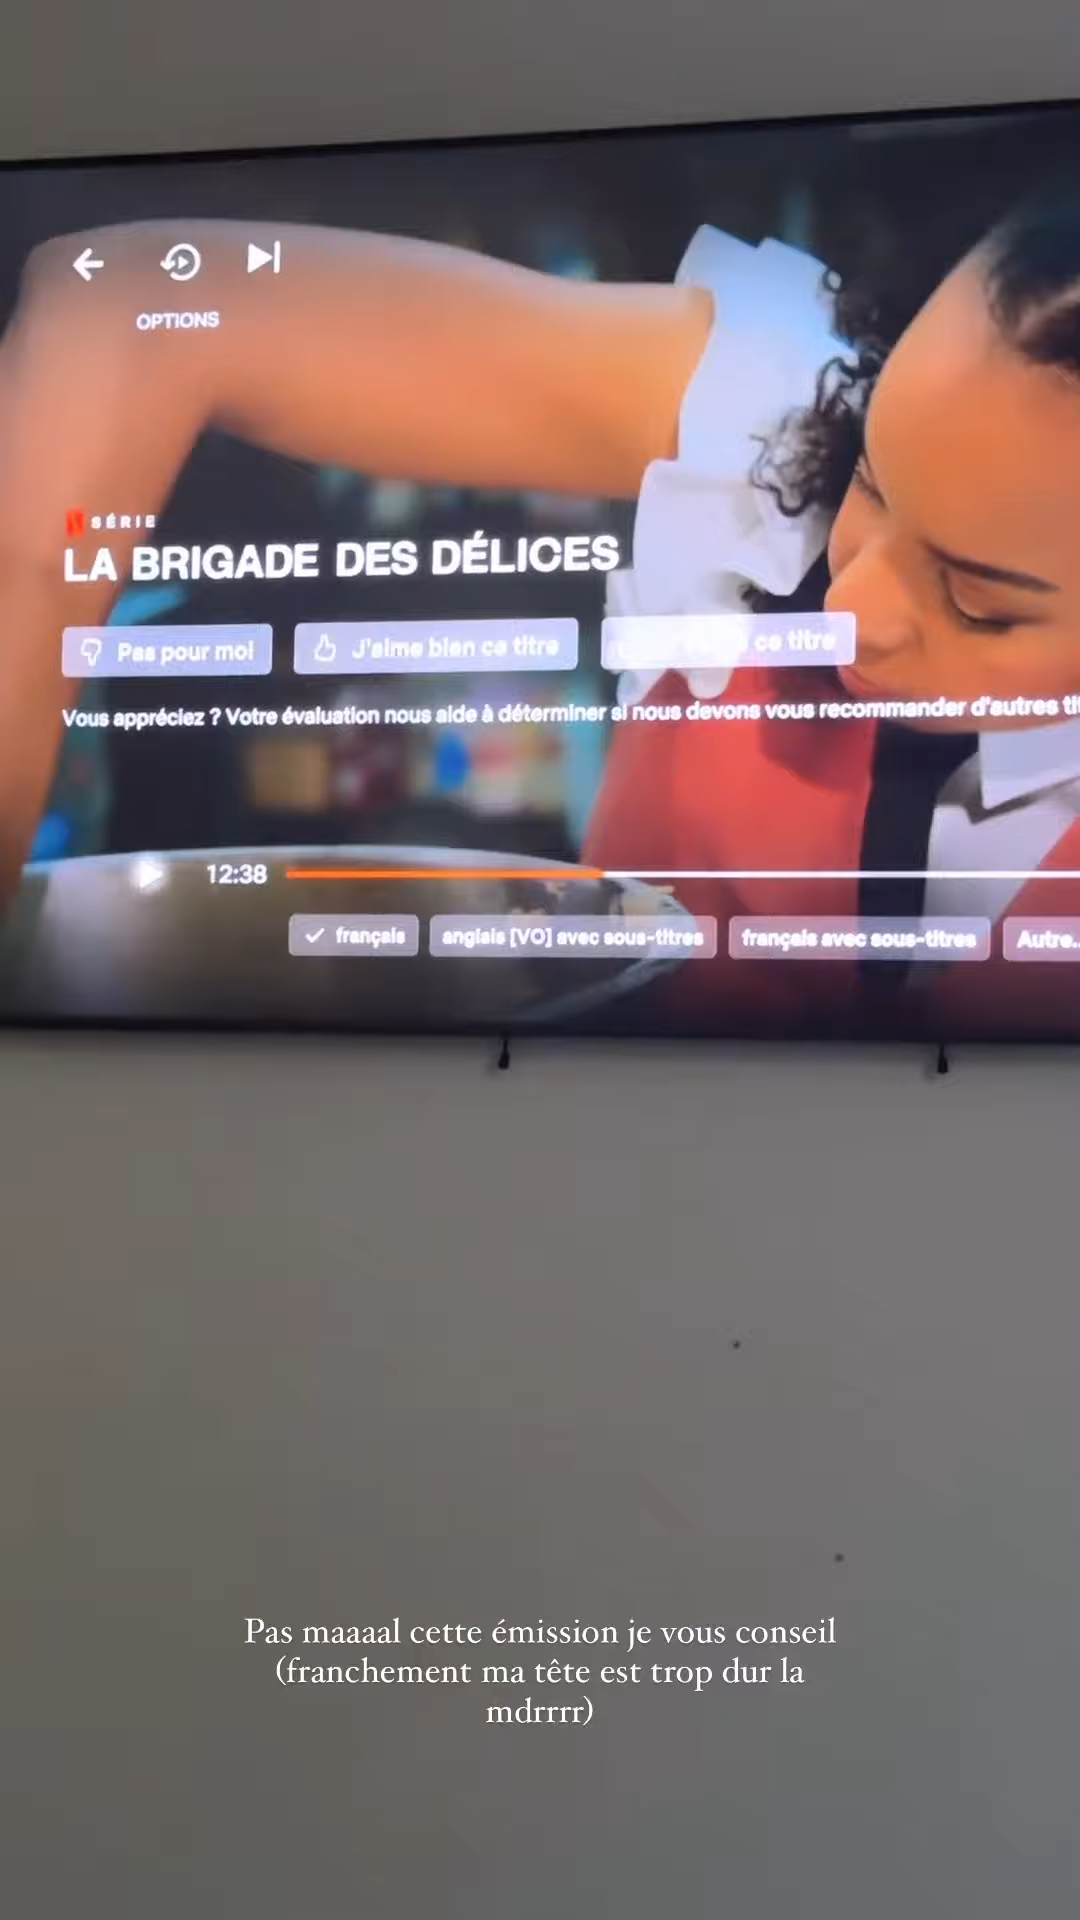 OPTIONS
SÉRIE
LA BRIGADE DES DÉLICES
Pas pour moi
J'aime bien ce titre
ce titre
Vous appréciez ? Votre évaluation nous aide à déterminer si nous devons vous recommander d'autres
12:38
français
anglais [VO] avec sous-titres
français avec sous-titres
Autre..
Pas maaaal cette émission je vous conseil
(franchement ma tête est trop dur la
mdrrrr)